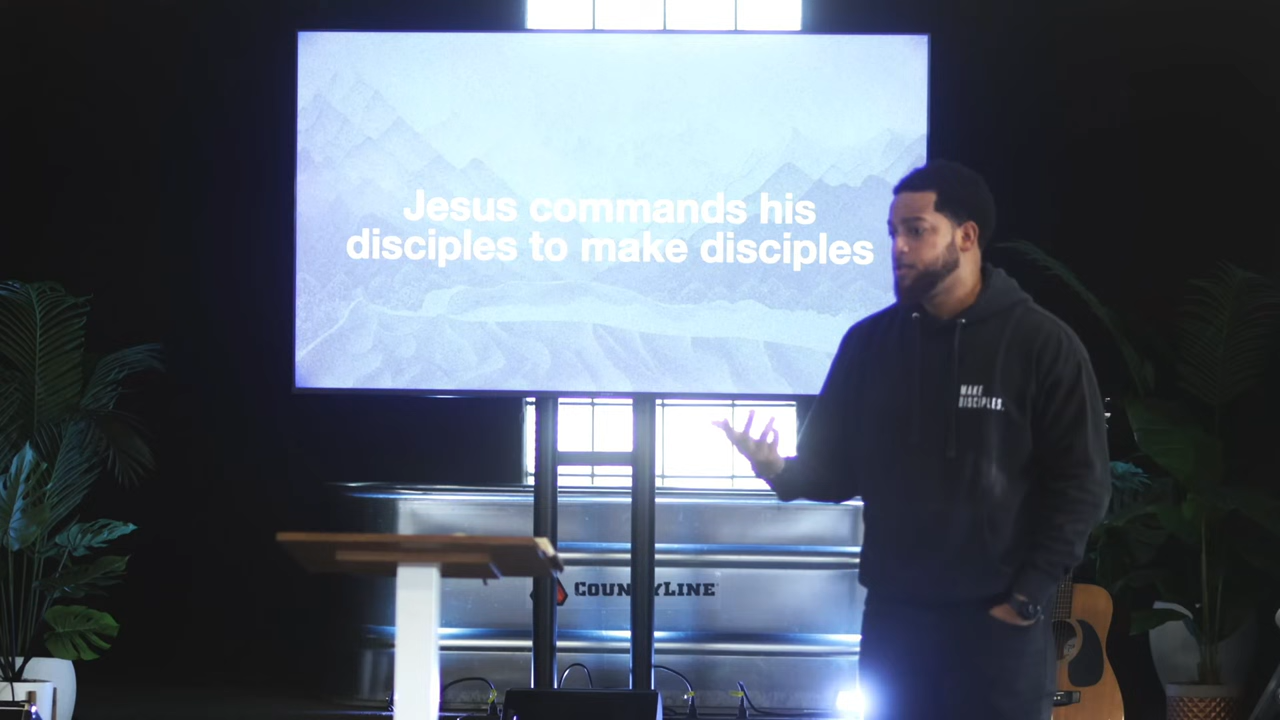 Jesus commands his
disciples to make disciples
MAKE
DISCIPLES.
COUNTYLINE